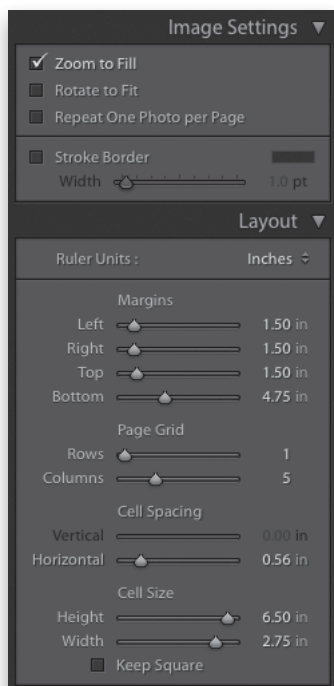 Image Settings
Zoom to Fill
Rotate to Fit
Repeat One Photo per Page
Stroke Border
Width 1.0 pt
Layout
Ruler Units : Inches
Margins
Left 1.50 in
Right 1.50 in
Top 1.50 in
Bottom 4.75 in
Page Grid
Rows 1
Columns 5
Cell Spacing
Vertical 0.00 in
Horizontal 0.56 in
Cell Size
Height 6.50 in
Width 2.75 in
Keep Square